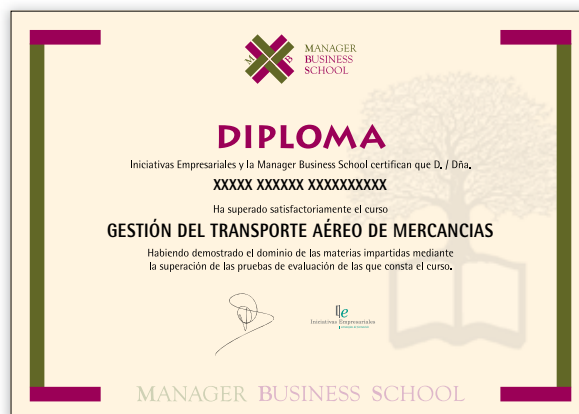 M B
MANAGER
BUSINESS
SCHOOL
DIPLOMA
Iniciativas Empresariales y la Manager Business School certifican que D. / Dña.
XXXXX XXXXXX XXXXXXXXXX
Ha superado satisfactoriamente el curso
GESTIÓN DEL TRANSPORTE AÉREO DE MERCANCIAS
Habiendo demostrado el dominio de las materias impartidas mediante
la superación de las pruebas de evaluación de las que consta el curso.
Iniciativas Empresariales
MANAGER BUSINESS SCHOOL